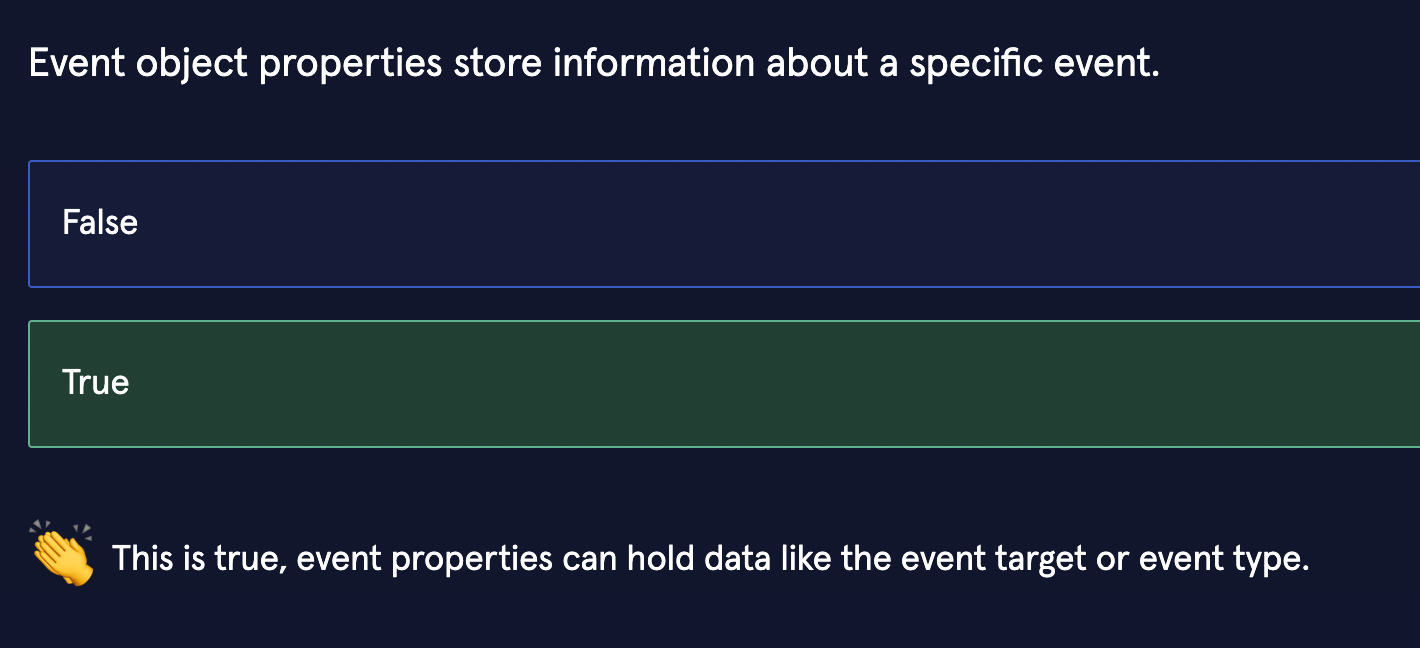 Event object properties store information about a specific event.
False
True
This is true, event properties can hold data like the event target or event type.